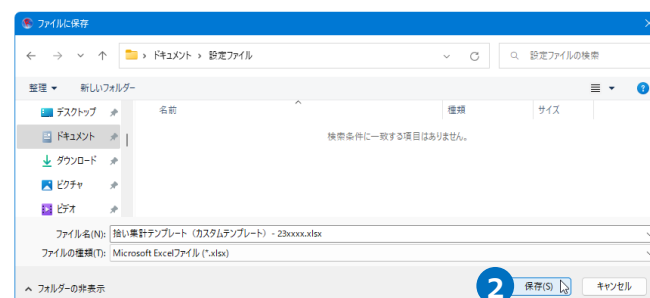 ファイルに保存
ドキュメント › 設定ファイル
設定ファイルの検索
整理 新しいフォルダー
デスクトップ
ドキュメント
ダウンロード
ピクチャ
ビデオ
名前 種類 サイズ
検索条件に一致する項目はありません。
ファイル名(N): 拾い集計テンプレート（カスタムテンプレート） - 23xxxx.xlsx
ファイルの種類(T): Microsoft Excelファイル (*.xlsx)
フォルダーの非表示
2
保存(S)
キャンセル